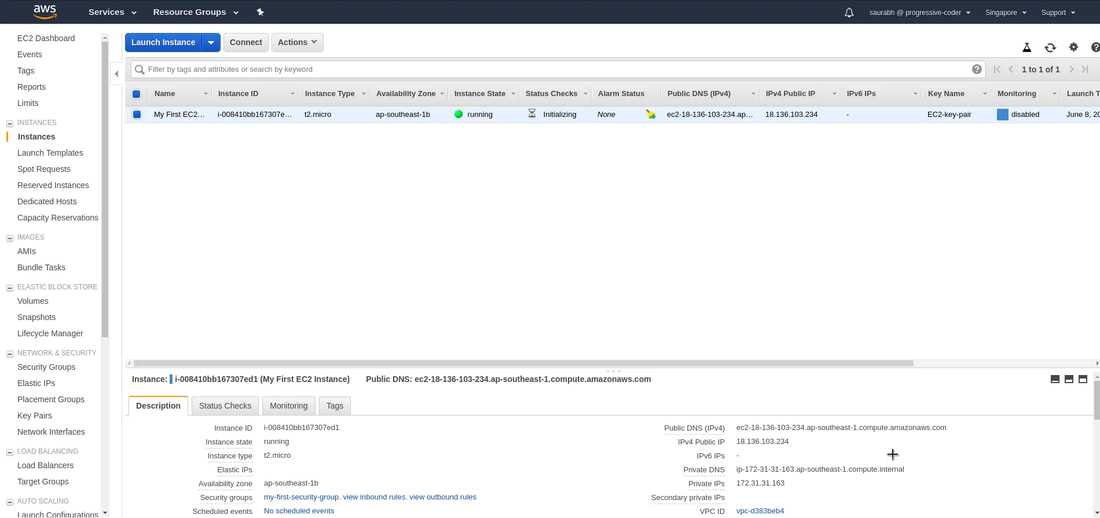 aws Services Resource Groups saurabh @ progressive-coder Singapore Support
EC2 Dashboard
Events
Tags
Reports
Limits
INSTANCES
Instances
Launch Templates
Spot Requests
Reserved Instances
Dedicated Hosts
Capacity Reservations
IMAGES
AMIs
Bundle Tasks
ELASTIC BLOCK STORE
Volumes
Snapshots
Lifecycle Manager
NETWORK & SECURITY
Security Groups
Elastic IPs
Placement Groups
Key Pairs
Network Interfaces
LOAD BALANCING
Load Balancers
Target Groups
AUTO SCALING
Launch Configurations
Launch Instance Connect Actions
Filter by tags and attributes or search by keyword 1 to 1 of 1
Name Instance ID Instance Type Availability Zone Instance State Status Checks Alarm Status Public DNS (IPv4) IPv4 Public IP IPv6 IPs Key Name Monitoring Launch T
My First EC2... i-008410bb167307e... t2.micro ap-southeast-1b running Initializing None ec2-18-136-103-234.ap... 18.136.103.234 - EC2-key-pair disabled June 8, 20
Instance: i-008410bb167307ed1 (My First EC2 Instance) Public DNS: ec2-18-136-103-234.ap-southeast-1.compute.amazonaws.com
Description Status Checks Monitoring Tags
Instance ID i-008410bb167307ed1 Public DNS (IPv4) ec2-18-136-103-234.ap-southeast-1.compute.amazonaws.com
Instance state running IPv4 Public IP 18.136.103.234
Instance type t2.micro IPv6 IPs -
Elastic IPs Private DNS ip-172-31-31-163.ap-southeast-1.compute.internal
Availability zone ap-southeast-1b Private IPs 172.31.31.163
Security groups my-first-security-group. view inbound rules. view outbound rules Secondary private IPs
Scheduled events No scheduled events VPC ID vpc-d383beb4